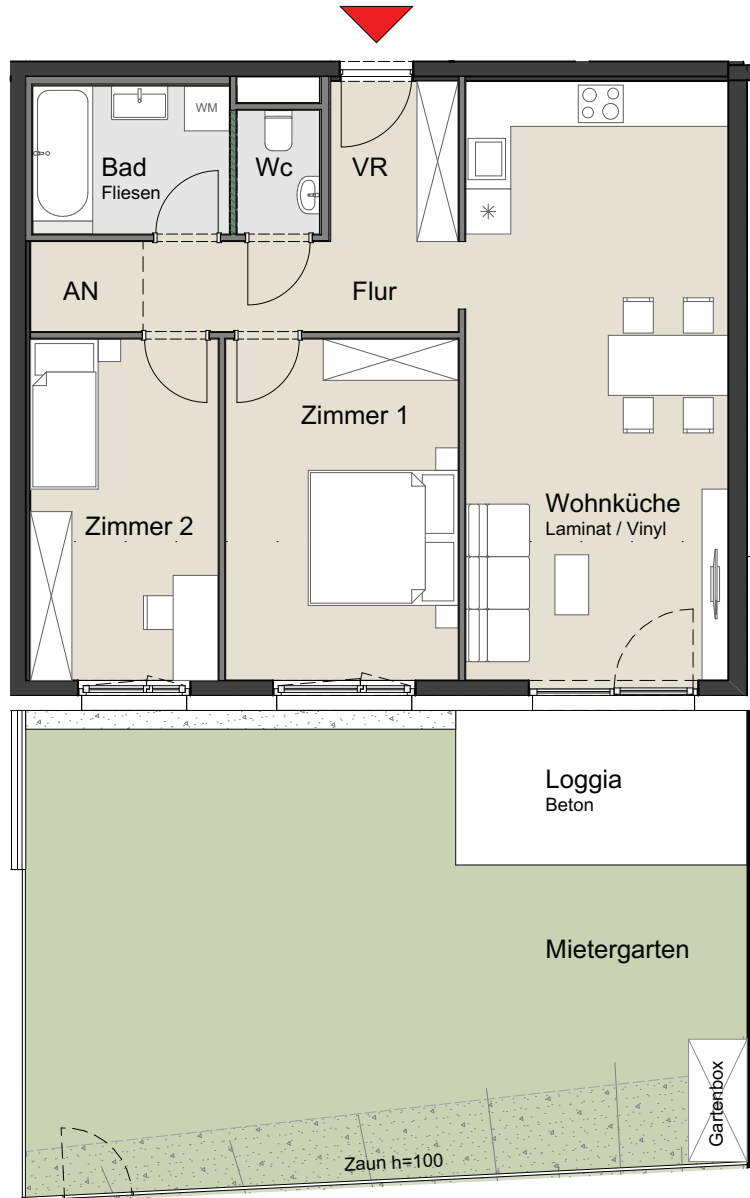 WM
Bad
Fliesen
Wc
VR
AN
Flur
Zimmer 1
Zimmer 2
Wohnküche
Laminat / Vinyl
Loggia
Beton
Mietergarten
Gartenbox
Zaun h=100